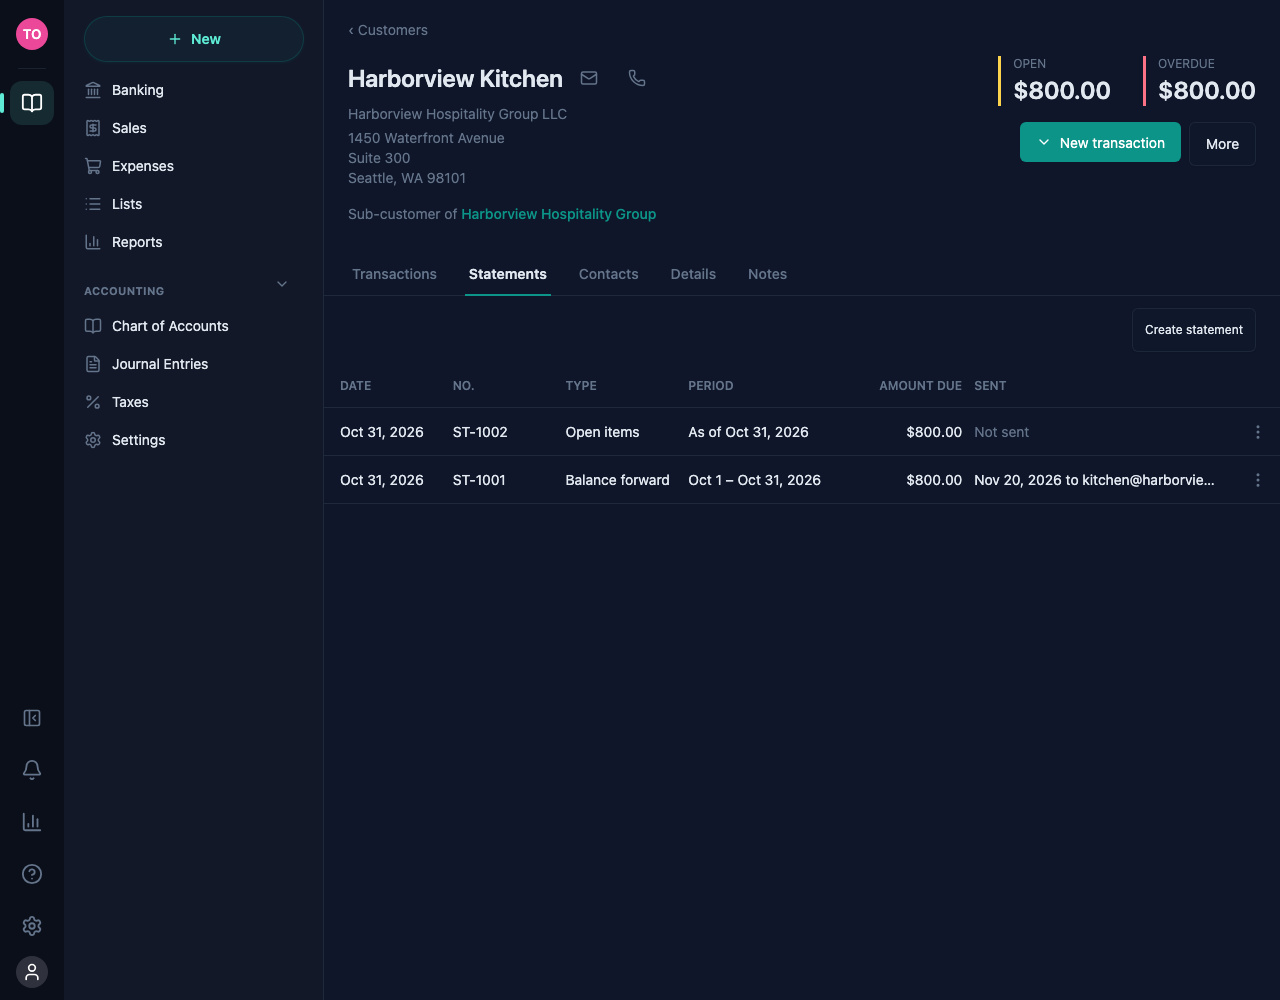 TO
New
Banking
Sales
Expenses
Lists
Reports
ACCOUNTING
Chart of Accounts
Journal Entries
Taxes
Settings
‹ Customers
Harborview Kitchen
Harborview Hospitality Group LLC
1450 Waterfront Avenue
Suite 300
Seattle, WA 98101
Sub-customer of Harborview Hospitality Group
OPEN
$800.00
OVERDUE
$800.00
New transaction
More
Transactions Statements Contacts Details Notes
Create statement
DATE NO. TYPE PERIOD AMOUNT DUE SENT
Oct 31, 2026 ST-1002 Open items As of Oct 31, 2026 $800.00 Not sent
Oct 31, 2026 ST-1001 Balance forward Oct 1 – Oct 31, 2026 $800.00 Nov 20, 2026 to kitchen@harborvie...